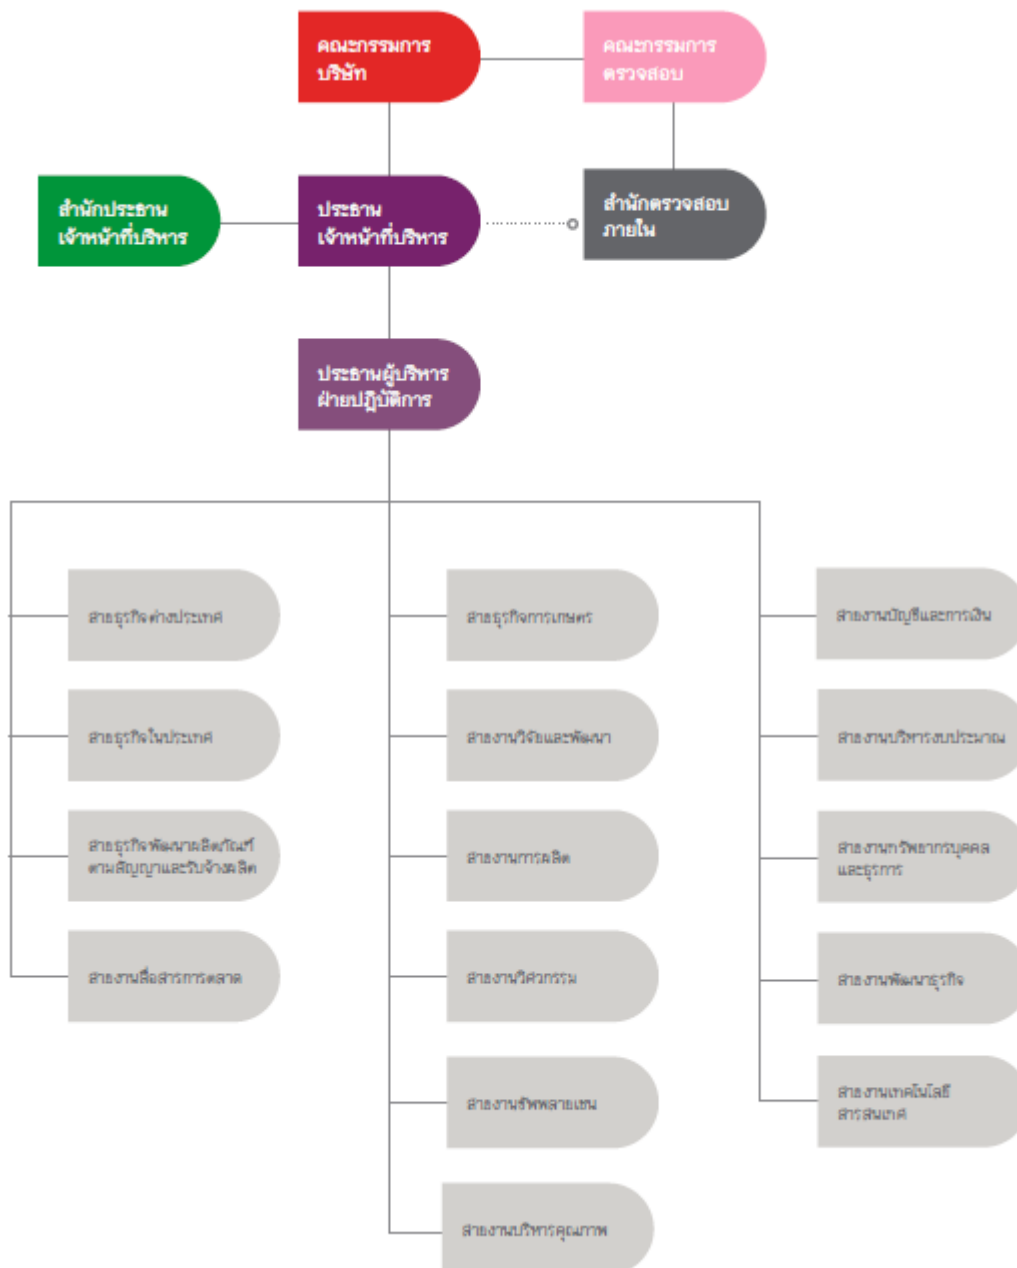 คณะกรรมการ
บริษัท
คณะกรรมการ
ตรวจสอบ
สำนักประธาน
เจ้าหน้าที่บริหาร
ประธาน
เจ้าหน้าที่บริหาร
สำนักตรวจสอบ
ภายใน
ประธานผู้บริหาร
ฝ่ายปฏิบัติการ
สายธุรกิจต่างประเทศ
สายธุรกิจในประเทศ
สายธุรกิจพัฒนาผลิตภัณฑ์
ตามสัญญาและรับจ้างผลิต
สายงานสื่อสารการตลาด
สายธุรกิจการเกษตร
สายงานวิจัยและพัฒนา
สายงานการผลิต
สายงานวิศวกรรม
สายงานซัพพลายเชน
สายงานบริหารคุณภาพ
สายงานบัญชีและการเงิน
สายงานบริหารงบประมาณ
สายงานทรัพยากรบุคคล
และธุรการ
สายงานพัฒนาธุรกิจ
สายงานเทคโนโลยี
สารสนเทศ